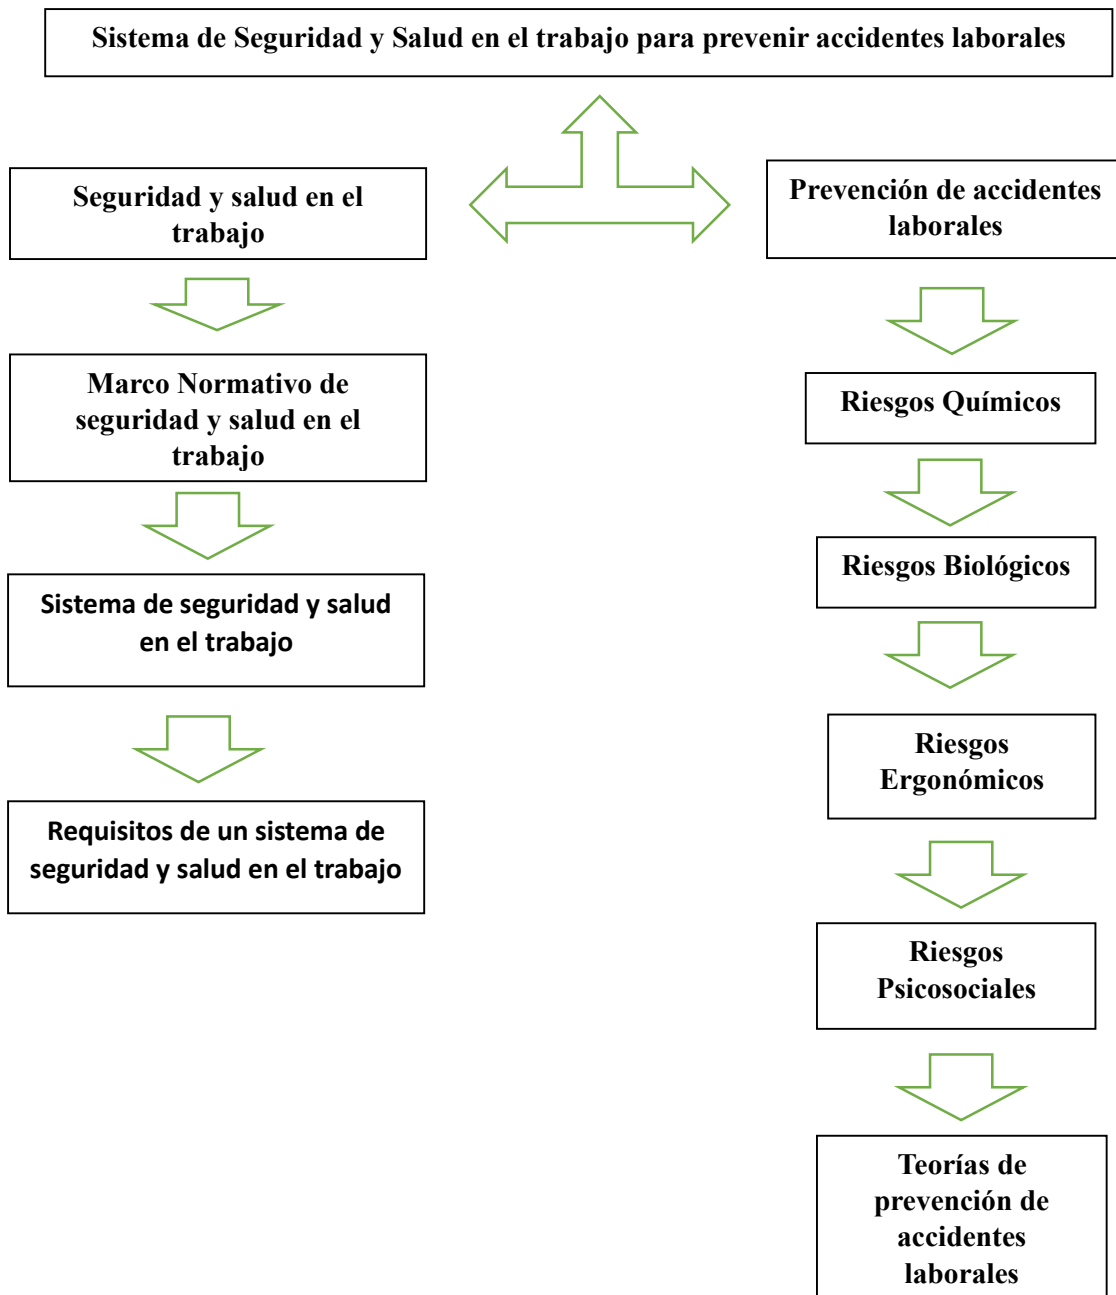 Sistema de Seguridad y Salud en el trabajo para prevenir accidentes laborales
Seguridad y salud en el
trabajo
Marco Normativo de
seguridad y salud en el
trabajo
Sistema de seguridad y salud
en el trabajo
Requisitos de un sistema de
seguridad y salud en el trabajo
Prevención de accidentes
laborales
Riesgos Químicos
Riesgos Biológicos
Riesgos
Ergonómicos
Riesgos
Psicosociales
Teorías de
prevención de
accidentes
laborales